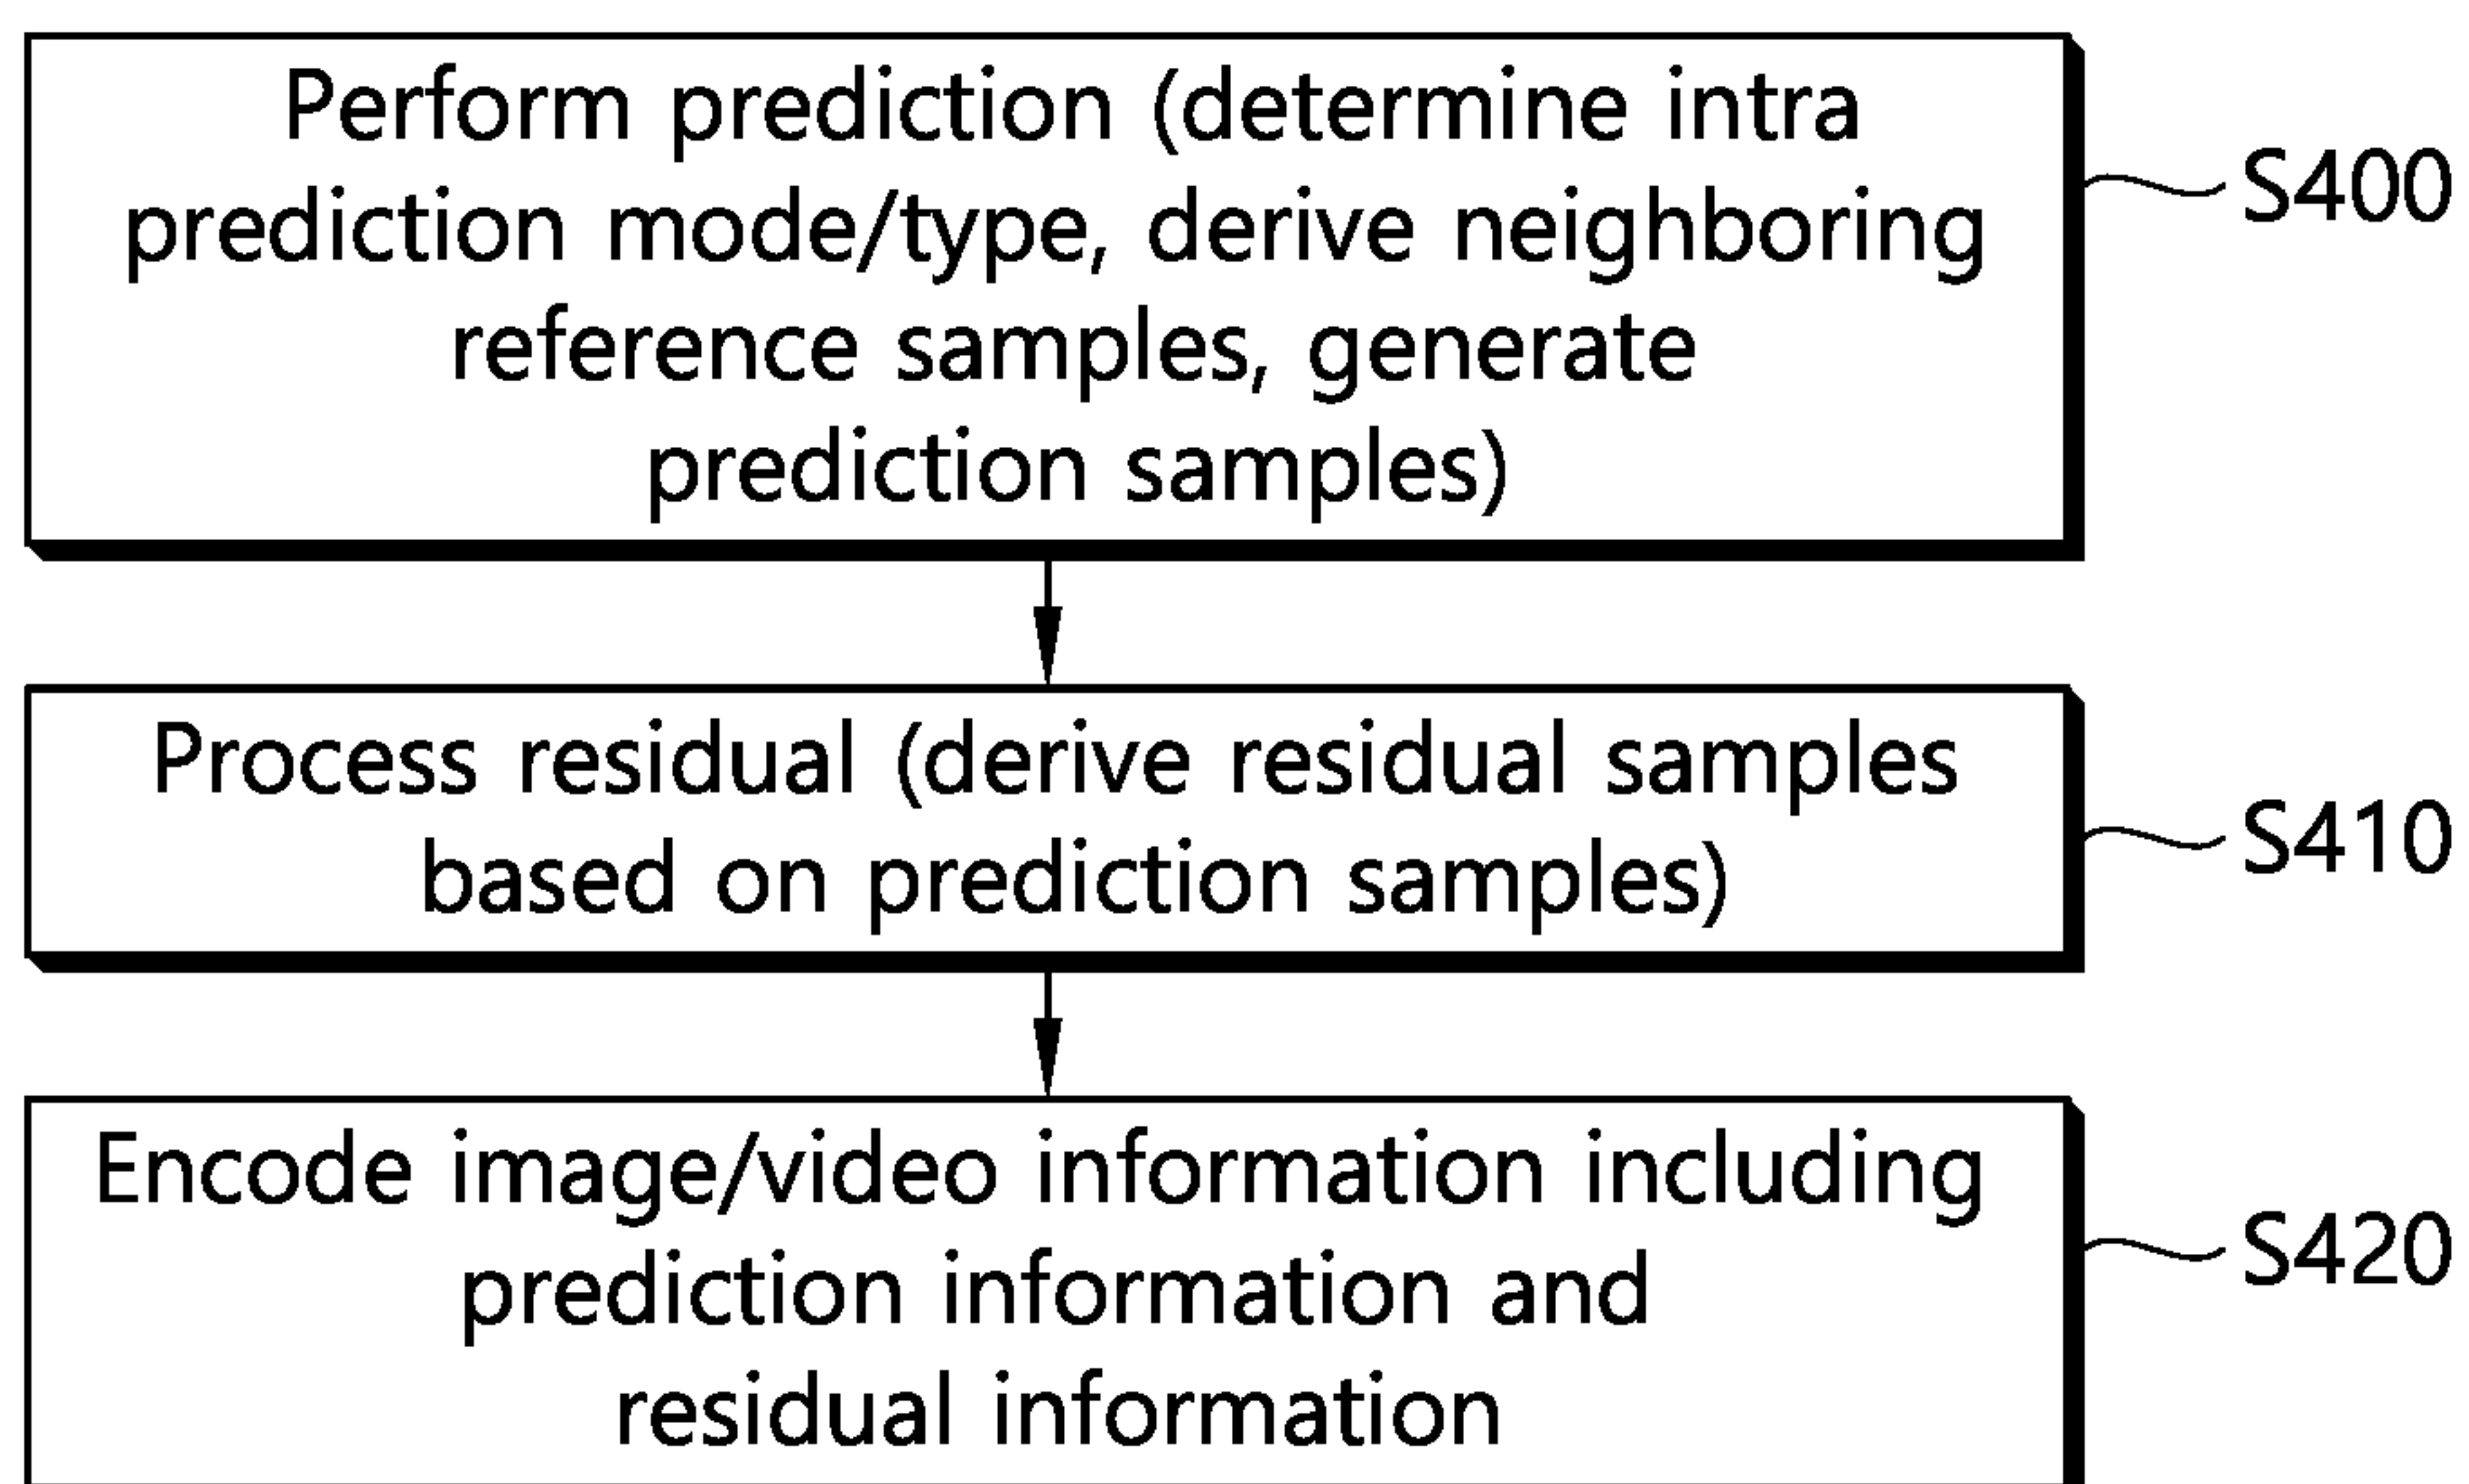 Perform prediction (determine intra
prediction mode/type, derive neighboring
reference samples, generate
prediction samples)
S400
Process residual (derive residual samples
based on prediction samples)
S410
Encode image/video information including
prediction information and
residual information
S420